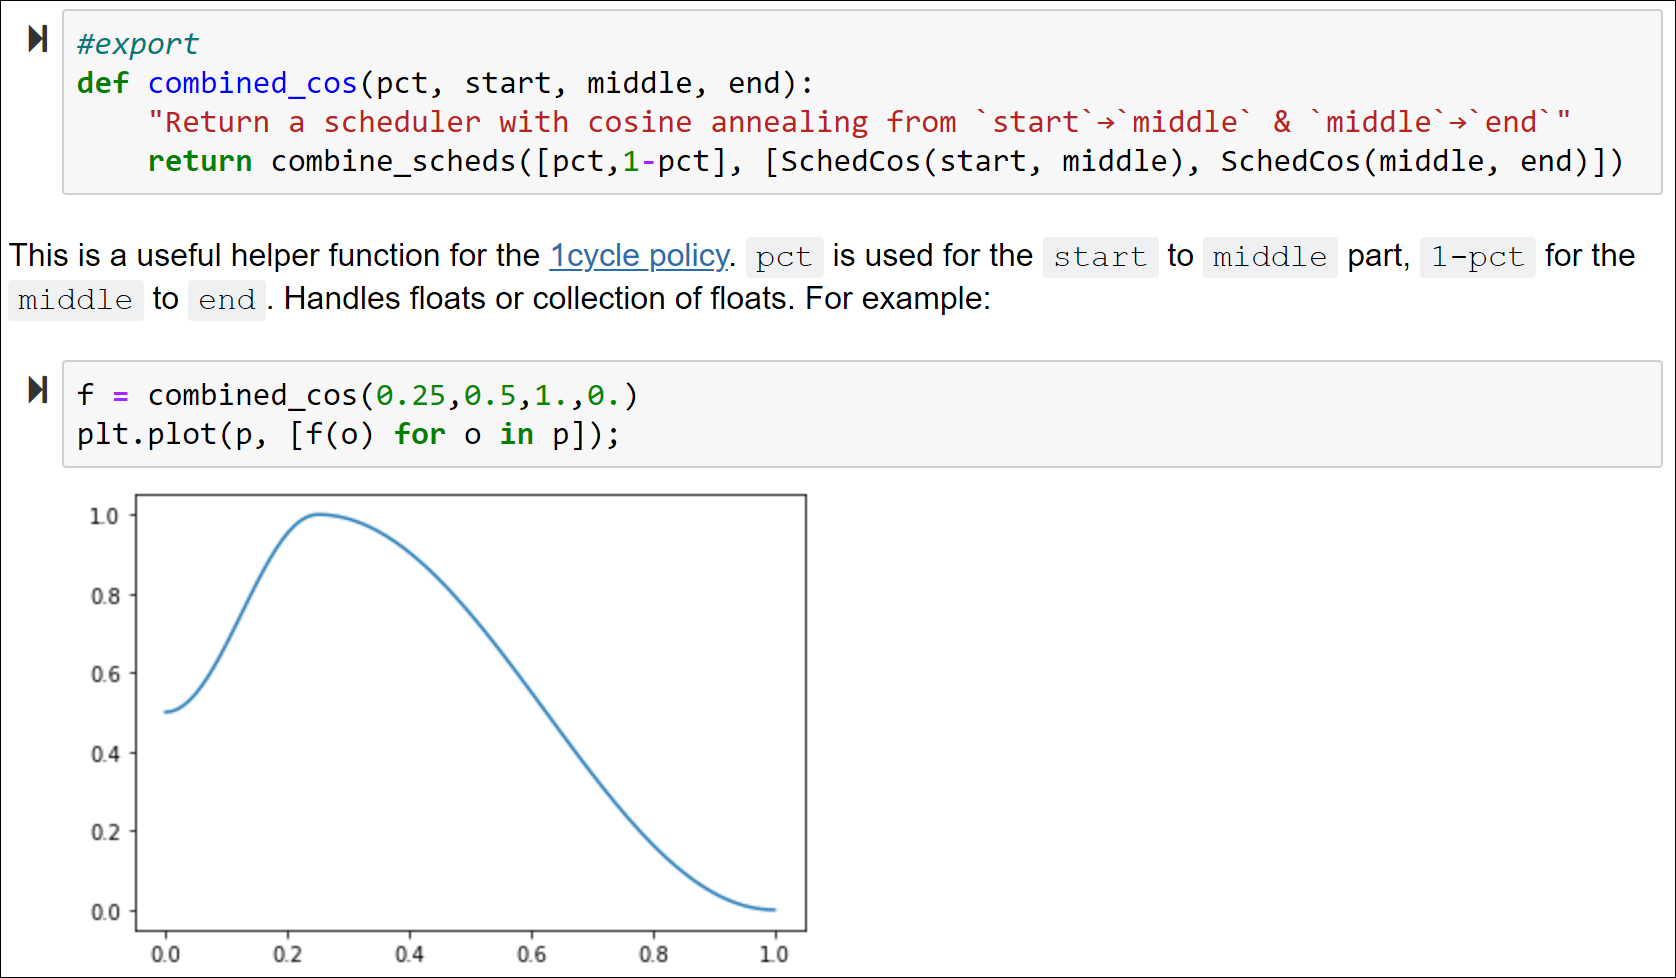 #export
def combined_cos(pct, start, middle, end):
    "Return a scheduler with cosine annealing from `start`→`middle` & `middle`→`end`"
    return combine_scheds([pct,1-pct], [SchedCos(start, middle), SchedCos(middle, end)])
This is a useful helper function for the 1cycle policy. pct is used for the start to middle part, 1-pct for the
middle to end. Handles floats or collection of floats. For example:
f = combined_cos(0.25,0.5,1.,0.)
plt.plot(p, [f(o) for o in p]);
1.0
0.8
0.6
0.4
0.2
0.0
0.0 0.2 0.4 0.6 0.8 1.0